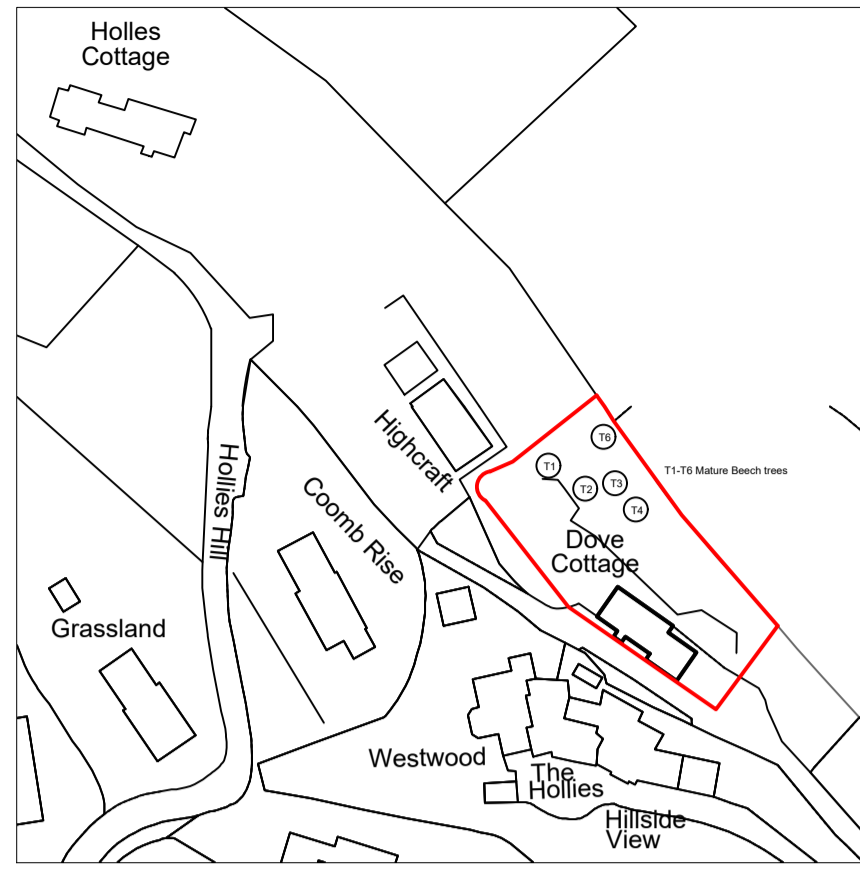 Holles
Cottage
Highcraft
Hollies Hill
Coomb Rise
T6
T1
T3
T2
T4
T1-T6 Mature Beech trees
Dove
Cottage
Grassland
Westwood
The
Hollies
Hillside
View